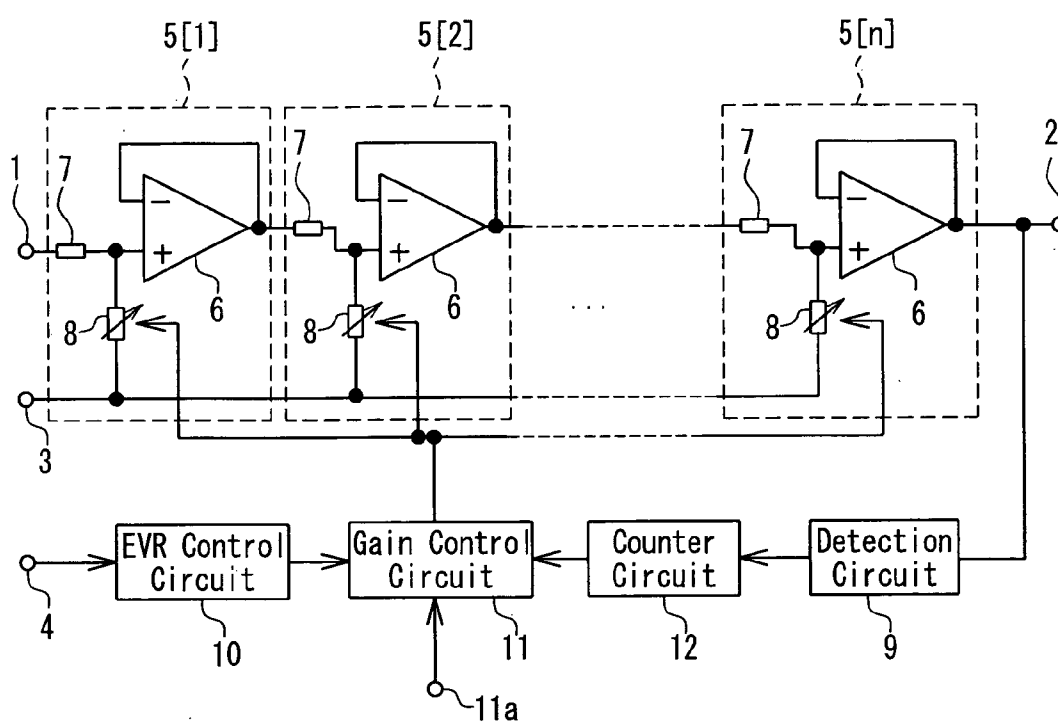 5[1] 5[2] 5[n]
1 7 7 7 2
− − −
+ + +
6 6 6
8 8 8
...
3
EVR Control Circuit
Gain Control Circuit
Counter Circuit
Detection Circuit
4 10 11 12 9
11a